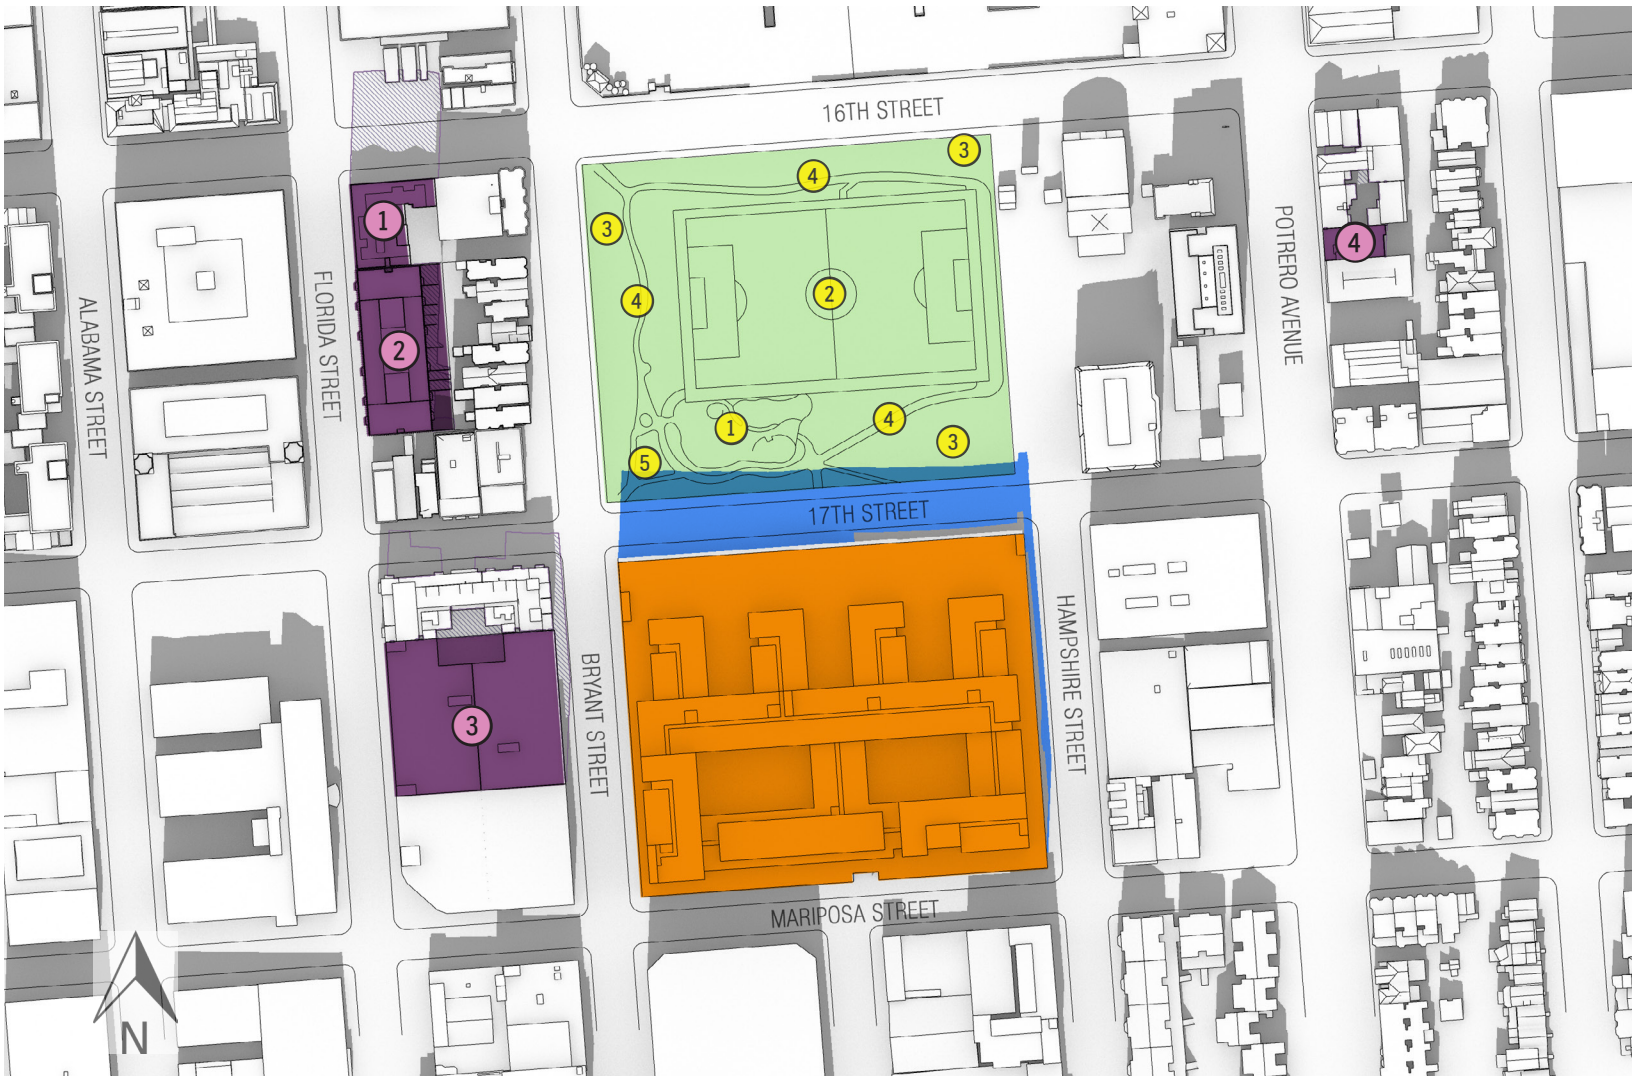 16TH STREET
3
4
3
1
4
POTRERO AVENUE
FLORIDA STREET
ALABAMA STREET
4
2
2
1
4
3
5
17TH STREET
HAMPSHIRE STREET
BRYANT STREET
3
MARIPOSA STREET
N